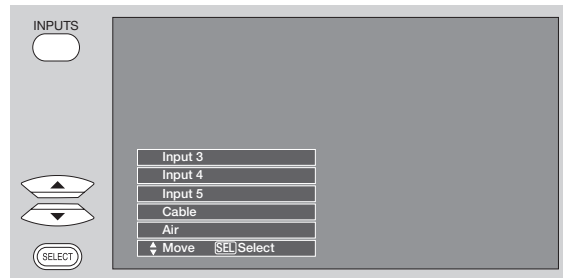 INPUTS
Input 3
Input 4
Input 5
Cable
Air
Move SEL Select
SELECT